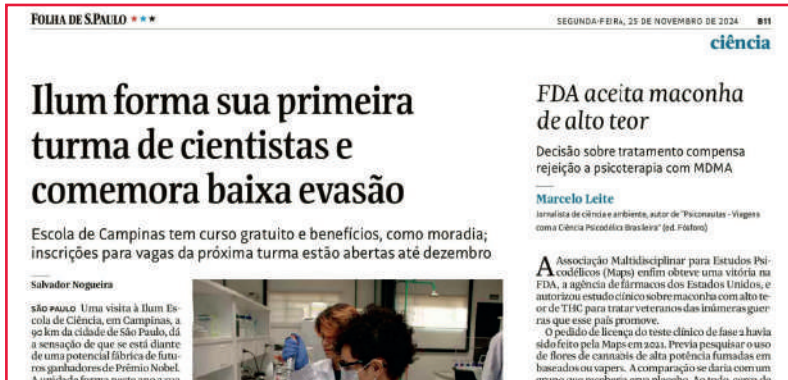 FOLHA DE S.PAULO ★★★
SEGUNDA-FEIRA, 25 DE NOVEMBRO DE 2024 B11
ciência
Ilum forma sua primeira
turma de cientistas e
comemora baixa evasão
Escola de Campinas tem curso gratuito e benefícios, como moradia;
inscrições para vagas da próxima turma estão abertas até dezembro
Salvador Nogueira
SÃO PAULO Uma visita à Ilum Es-
cola de Ciência, em Campinas, a
90 km da cidade de São Paulo, dá
a sensação de que se está diante
de uma potencial fábrica de futu-
ros ganhadores de Prêmio Nobel.
A unidade forma neste ano a sua
FDA aceita maconha
de alto teor
Decisão sobre tratamento compensa
rejeição a psicoterapia com MDMA
Marcelo Leite
Jornalista de ciência e ambiente, autor de "Psiconautas - Viagens
com a Ciência Psicodélica Brasileira" (ed. Fósforo)
A Associação Multidisciplinar para Estudos Psi-
codélicos (Maps) enfim obteve uma vitória na
FDA, a agência de fármacos dos Estados Unidos, e
autorizou estudo clínico sobre maconha com alto te-
or de THC para tratar veteranos das inúmeras guer-
ras que esse país promove.
O pedido de licença do teste clínico de fase 2 havia
sido feito pela Maps em 2021. Previa pesquisar o uso
de flores de cannabis de alta potência fumadas em
baseados ou vapers. A comparação se daria com um